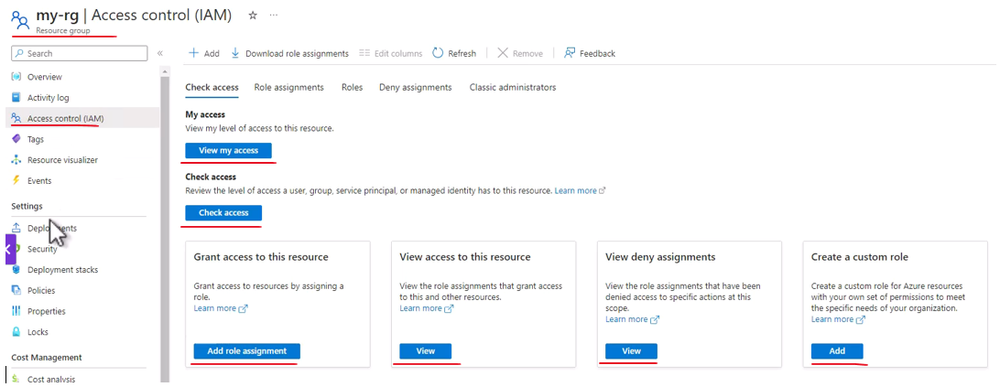 my-rg | Access control (IAM) ☆ ...
Resource group
Search «
Add Download role assignments Edit columns Refresh Remove Feedback
Overview
Activity log
Access control (IAM)
Tags
Resource visualizer
Events
Settings
Deployments
Security
Deployment stacks
Policies
Properties
Locks
Cost Management
Cost analysis
Check access Role assignments Roles Deny assignments Classic administrators
My access
View my level of access to this resource.
View my access
Check access
Review the level of access a user, group, service principal, or managed identity has to this resource. Learn more
Check access
Grant access to this resource
Grant access to resources by assigning a
role.
Learn more
Add role assignment
View access to this resource
View the role assignments that grant access
to this and other resources.
Learn more
View
View deny assignments
View the role assignments that have been
denied access to specific actions at this
scope.
Learn more
View
Create a custom role
Create a custom role for Azure resources
with your own set of permissions to meet
the specific needs of your organization.
Learn more
Add